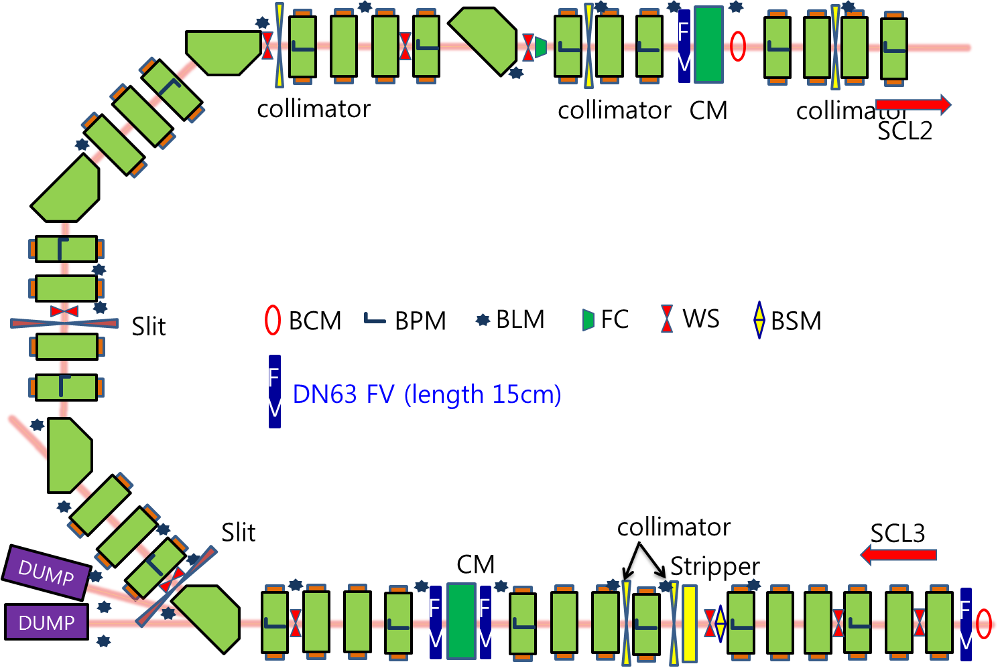 F
V
collimator
collimator
CM
collimator
SCL2
Slit
BCM
BPM
BLM
FC
WS
BSM
F
V
DN63 FV (length 15cm)
Slit
collimator
SCL3
CM
Stripper
DUMP
DUMP
F
V
F
V
F
V